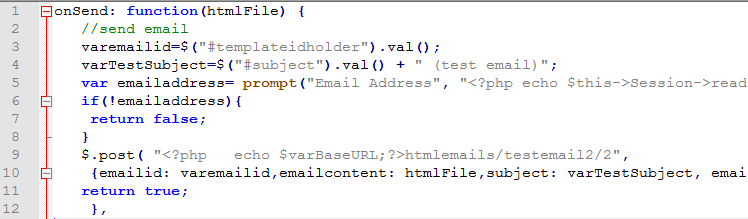 1 onSend: function(htmlFile) {
2 //send email
3 varemailid=$("#templateidholder").val();
4 varTestSubject=$("#subject").val() + " (test email)";
5 var emailaddress= prompt("Email Address", "<?php echo $this->Session->read
6 if(!emailaddress){
7 return false;
8 }
9 $.post( "<?php   echo $varBaseURL;?>htmlemails/testemail2/2",
10 {emailid: varemailid,emailcontent: htmlFile,subject: varTestSubject, emai
11 return true;
12 },